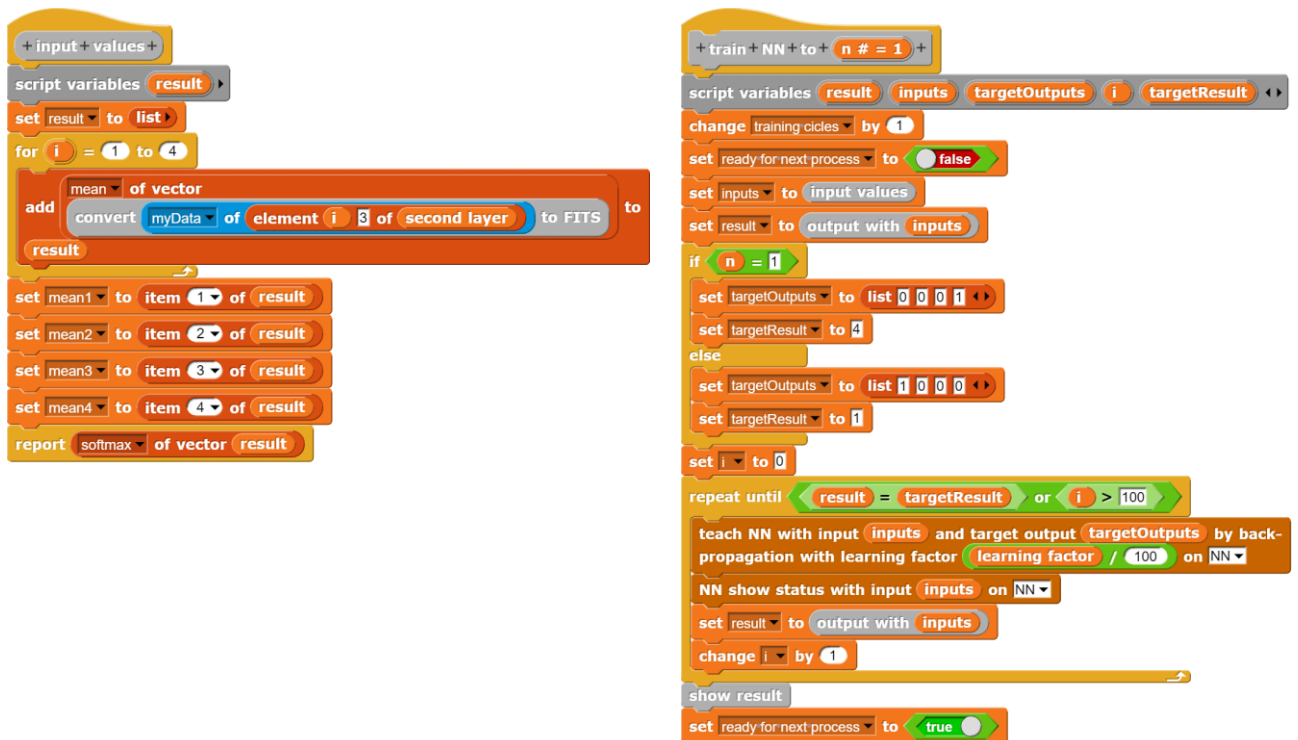 + input + values +
script variables result
set result to list
for i = 1 to 4
mean of vector
add convert myData of element i 3 of second layer to FITS to
result
set mean1 to item 1 of result
set mean2 to item 2 of result
set mean3 to item 3 of result
set mean4 to item 4 of result
report softmax of vector result
+ train + NN + to + n # = 1 +
script variables result inputs targetOutputs i targetResult
change training cicles by 1
set ready for next process to false
set inputs to input values
set result to output with inputs
if n = 1
set targetOutputs to list 0 0 0 1
set targetResult to 4
else
set targetOutputs to list 1 0 0 0
set targetResult to 1
set i to 0
repeat until result = targetResult or i > 100
teach NN with input inputs and target output targetOutputs by back-
propagation with learning factor learning factor / 100 on NN
NN show status with input inputs on NN
set result to output with inputs
change i by 1
show result
set ready for next process to true